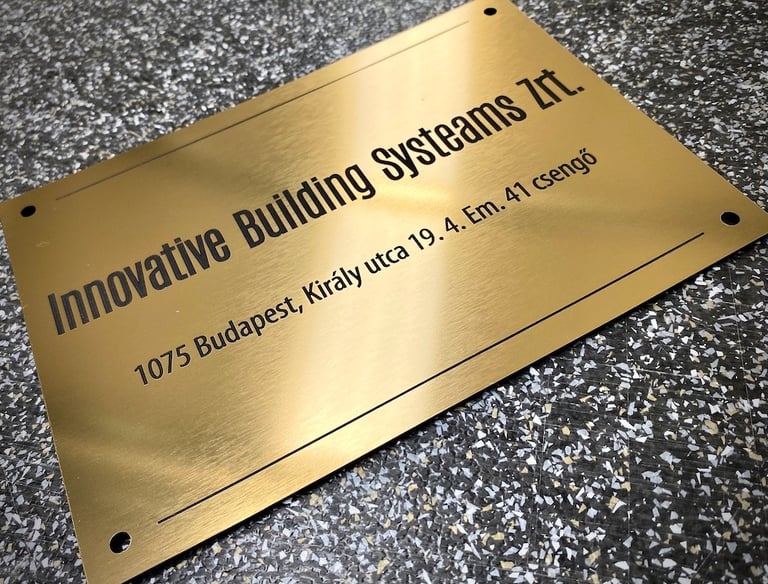 Innovative Building Systeams Zrt.
1075 Budapest, Király utca 19. 4. Em. 41 csengő